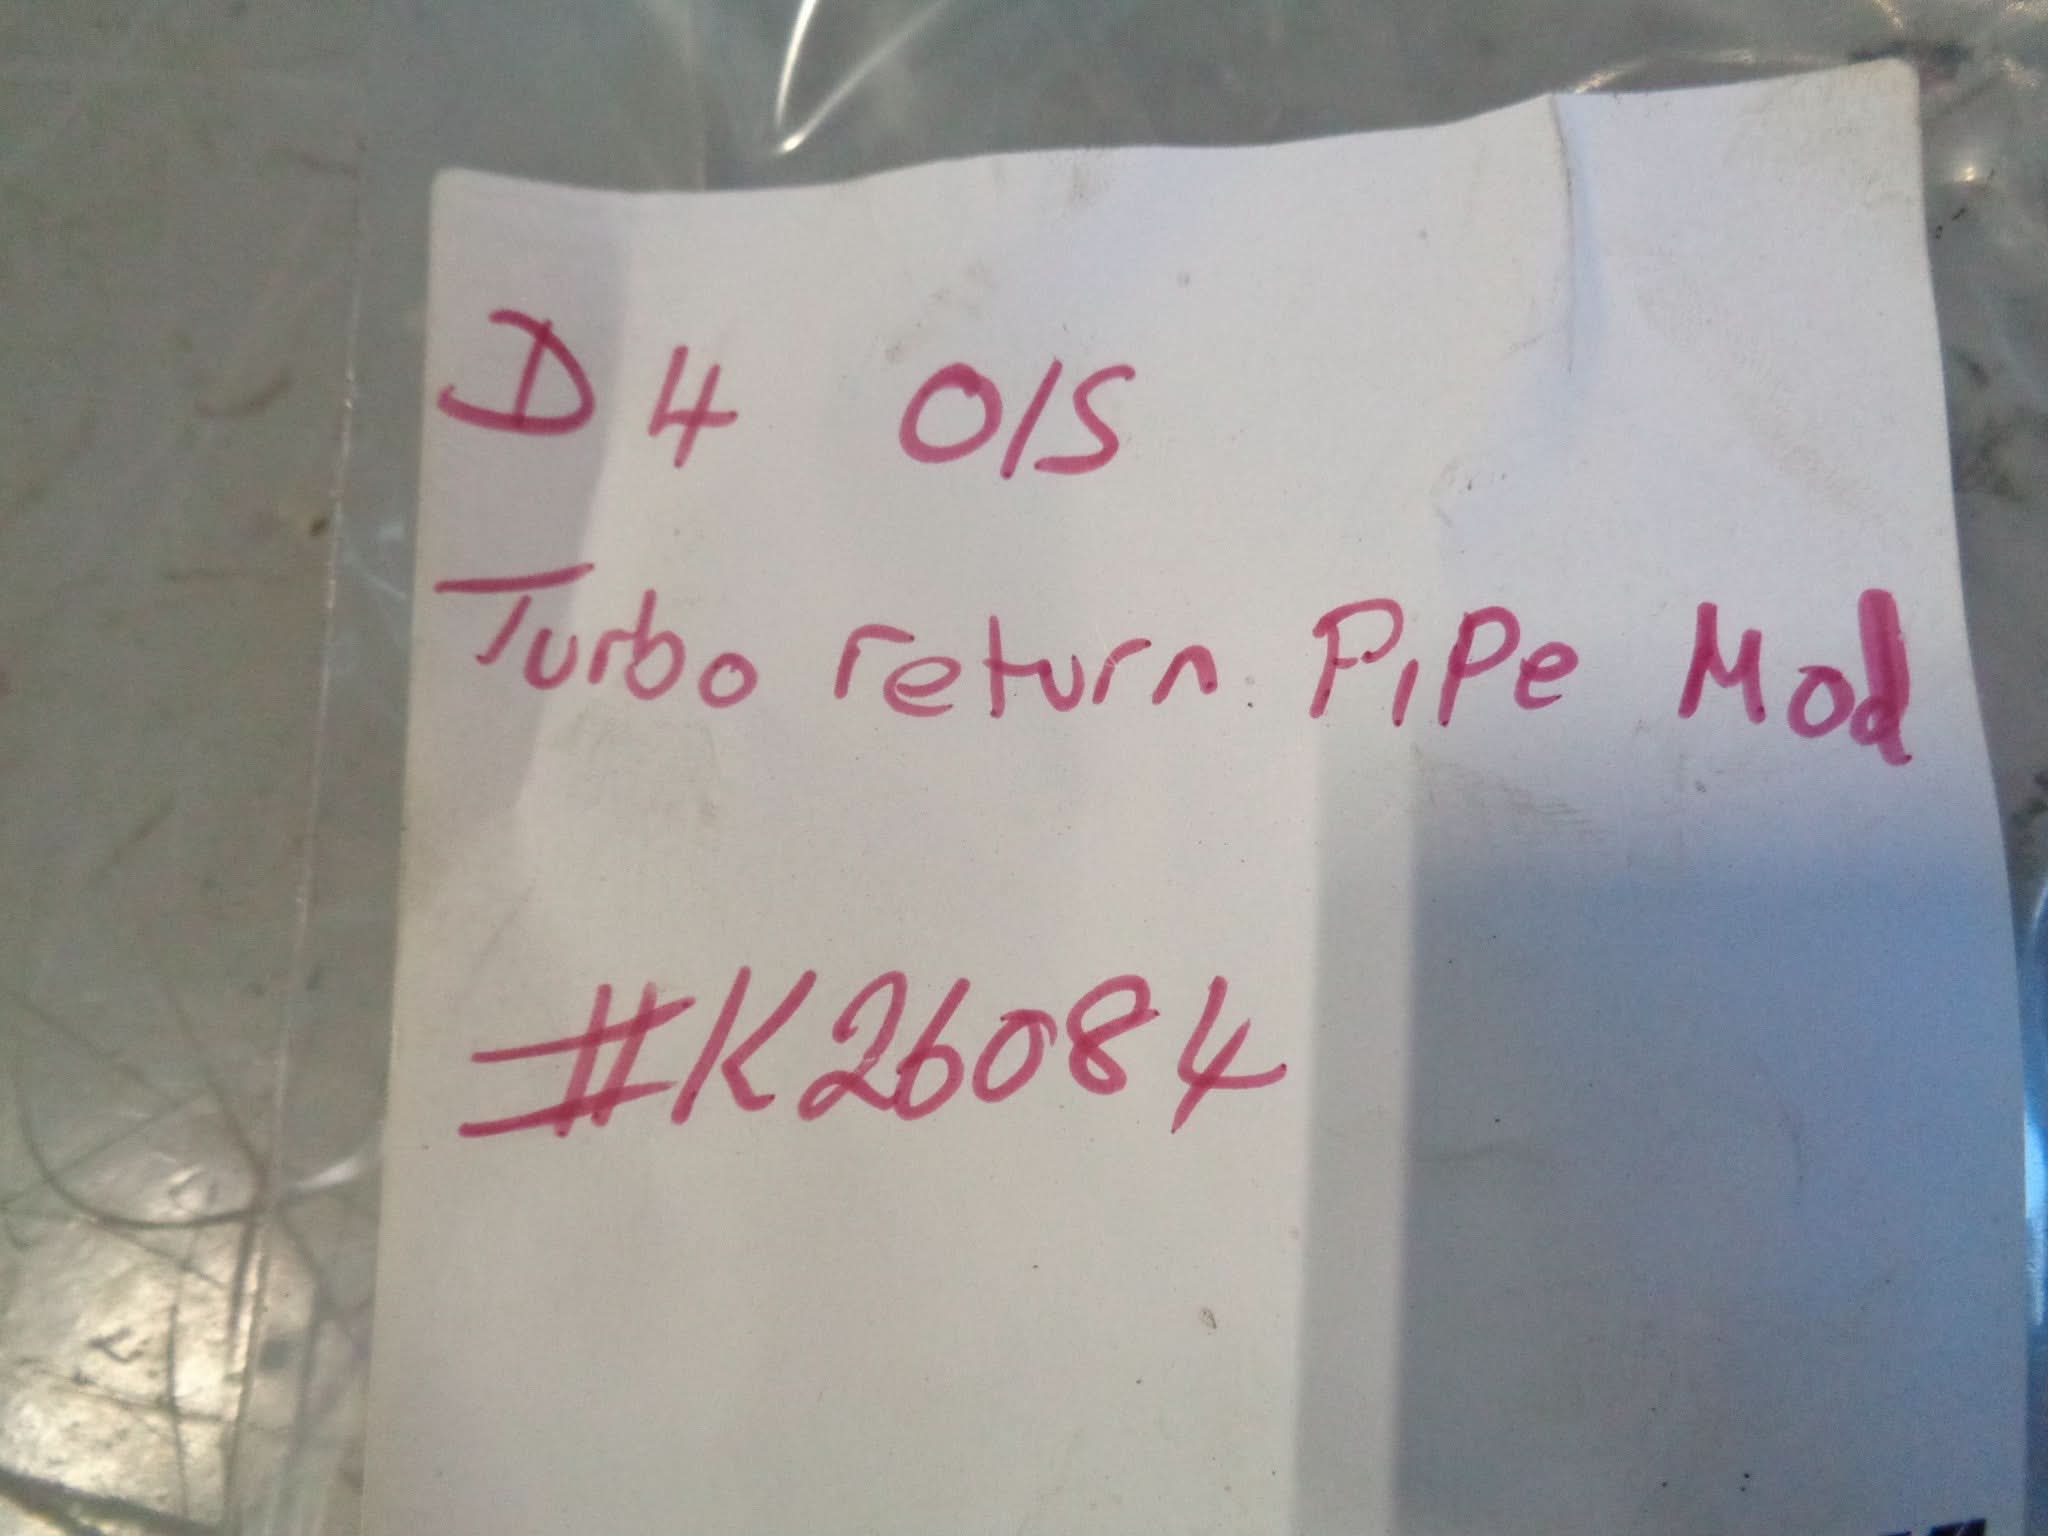 D4 O/S
Turbo return PiPe Mod
#K26084